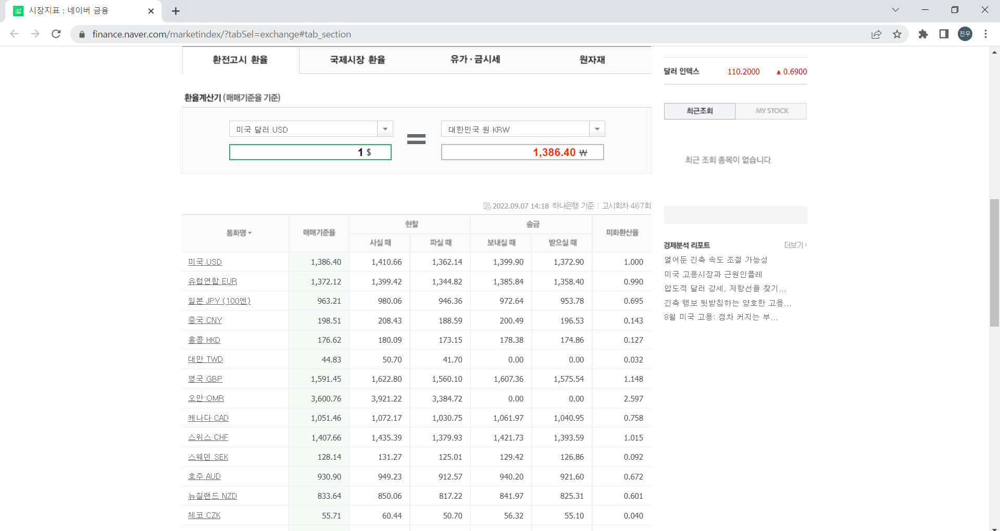 시장지표 : 네이버 금융
finance.naver.com/marketindex/?tabSel=exchange#tab_section
진우
환전고시 환율 국제시장 환율 유가·금시세 원자재
환율계산기 (매매기준율 기준)
미국 달러 USD 대한민국 원 KRW
1 $ = 1,386.40 ₩
2022.09.07 14:18 하나은행 기준 고시회차 467회
통화명 매매기준율 현찰 송금 미화환산율
사실 때 파실 때 보내실 때 받으실 때
미국 USD 1,386.40 1,410.66 1,362.14 1,399.90 1,372.90 1.000
유럽연합 EUR 1,372.12 1,399.42 1,344.82 1,385.84 1,358.40 0.990
일본 JPY (100엔) 963.21 980.06 946.36 972.64 953.78 0.695
중국 CNY 198.51 208.43 188.59 200.49 196.53 0.143
홍콩 HKD 176.62 180.09 173.15 178.38 174.86 0.127
대만 TWD 44.83 50.70 41.70 0.00 0.00 0.032
영국 GBP 1,591.45 1,622.80 1,560.10 1,607.36 1,575.54 1.148
오만 OMR 3,600.76 3,921.22 3,384.72 0.00 0.00 2.597
캐나다 CAD 1,051.46 1,072.17 1,030.75 1,061.97 1,040.95 0.758
스위스 CHF 1,407.66 1,435.39 1,379.93 1,421.73 1,393.59 1.015
스웨덴 SEK 128.14 131.27 125.01 129.42 126.86 0.092
호주 AUD 930.90 949.23 912.57 940.20 921.60 0.672
뉴질랜드 NZD 833.64 850.06 817.22 841.97 825.31 0.601
체코 CZK 55.71 60.44 50.70 56.32 55.10 0.040
달러 인덱스 110.2000 ▲ 0.6900
최근조회 MY STOCK
최근 조회 종목이 없습니다.
경제분석 리포트 더보기
열어둔 긴축 속도 조절 가능성
미국 고용시장과 근원인플레
압도적 달러 강세, 저항선을 찾기...
긴축 행보 뒷받침하는 양호한 고용...
8월 미국 고용: 점차 커지는 부...